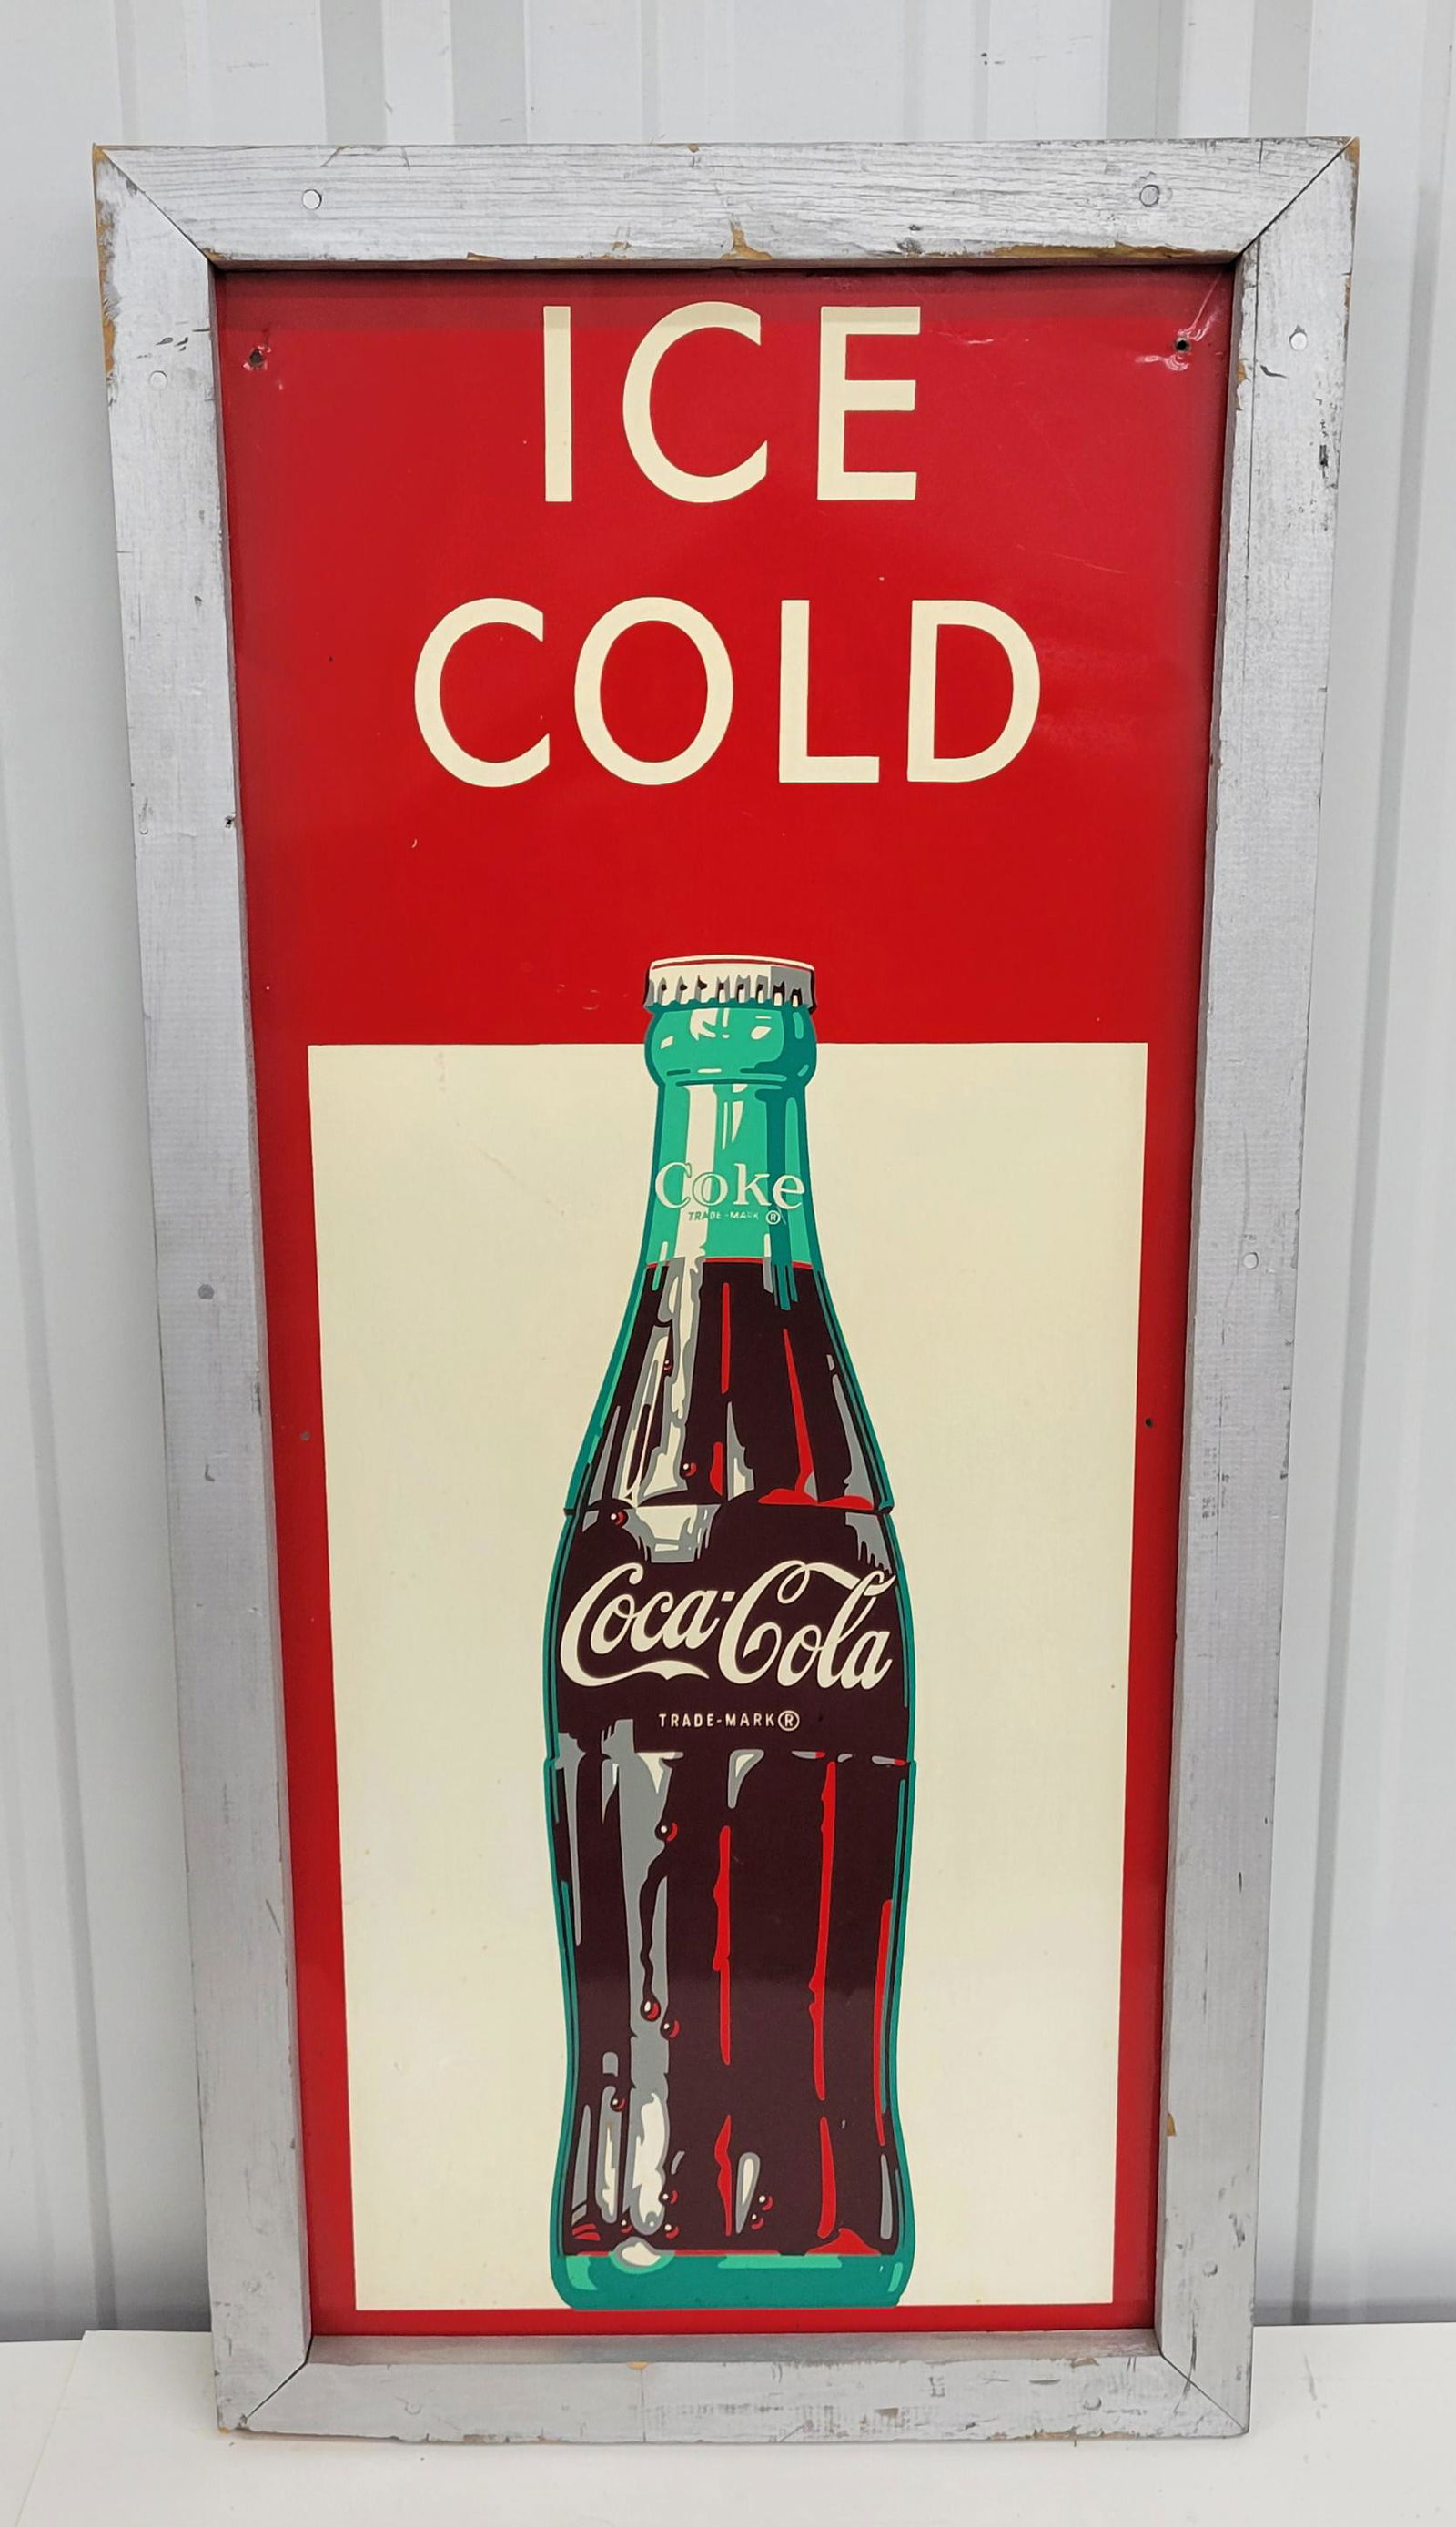 ICE
COLD
Coke
TRADE-MARK ®
Coca-Cola
TRADE-MARK®